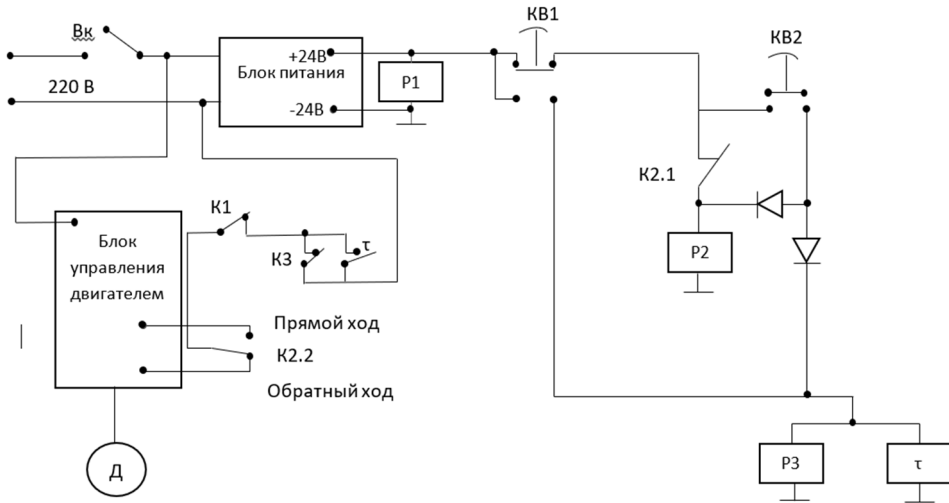 Вк
КВ1
КВ2
220 В
+24В
Блок питания
-24В
Р1
К2.1
Р2
К1
К3
τ
Блок
управления
двигателем
Прямой ход
К2.2
Обратный ход
Д
Р3
τ